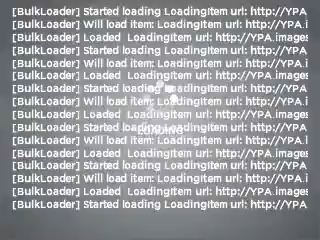 [BulkLoader] Started loading LoadingItem url: http://YPA
[BulkLoader] Will load item: LoadingItem url: http://YPA.i
[BulkLoader] Loaded LoadingItem url: http://YPA.images
[BulkLoader] Started loading LoadingItem url: http://YPA
[BulkLoader] Will load item: LoadingItem url: http://YPA.i
[BulkLoader] Loaded LoadingItem url: http://YPA.images
[BulkLoader] Started loading LoadingItem url: http://YPA
[BulkLoader] Will load item: LoadingItem url: http://YPA.i
[BulkLoader] Loaded LoadingItem url: http://YPA.images
[BulkLoader] Started loading LoadingItem url: http://YPA
LOADING
[BulkLoader] Will load item: LoadingItem url: http://YPA.i
[BulkLoader] Loaded LoadingItem url: http://YPA.images
[BulkLoader] Started loading LoadingItem url: http://YPA
[BulkLoader] Will load item: LoadingItem url: http://YPA.i
[BulkLoader] Loaded LoadingItem url: http://YPA.images
[BulkLoader] Started loading LoadingItem url: http://YPA